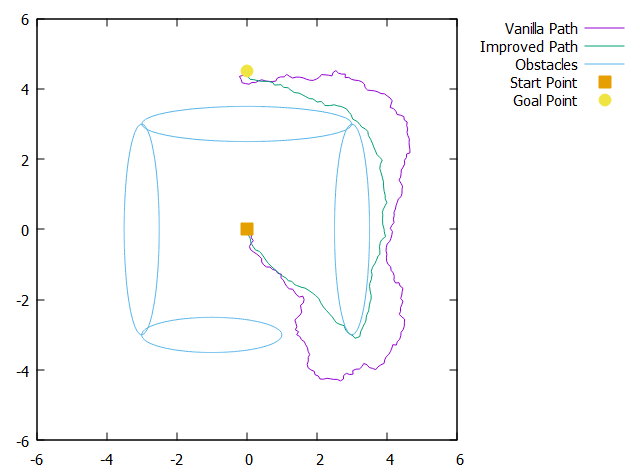 Vanilla Path
Improved Path
Obstacles
Start Point
Goal Point
6
4
2
0
-2
-4
-6
-6 -4 -2 0 2 4 6